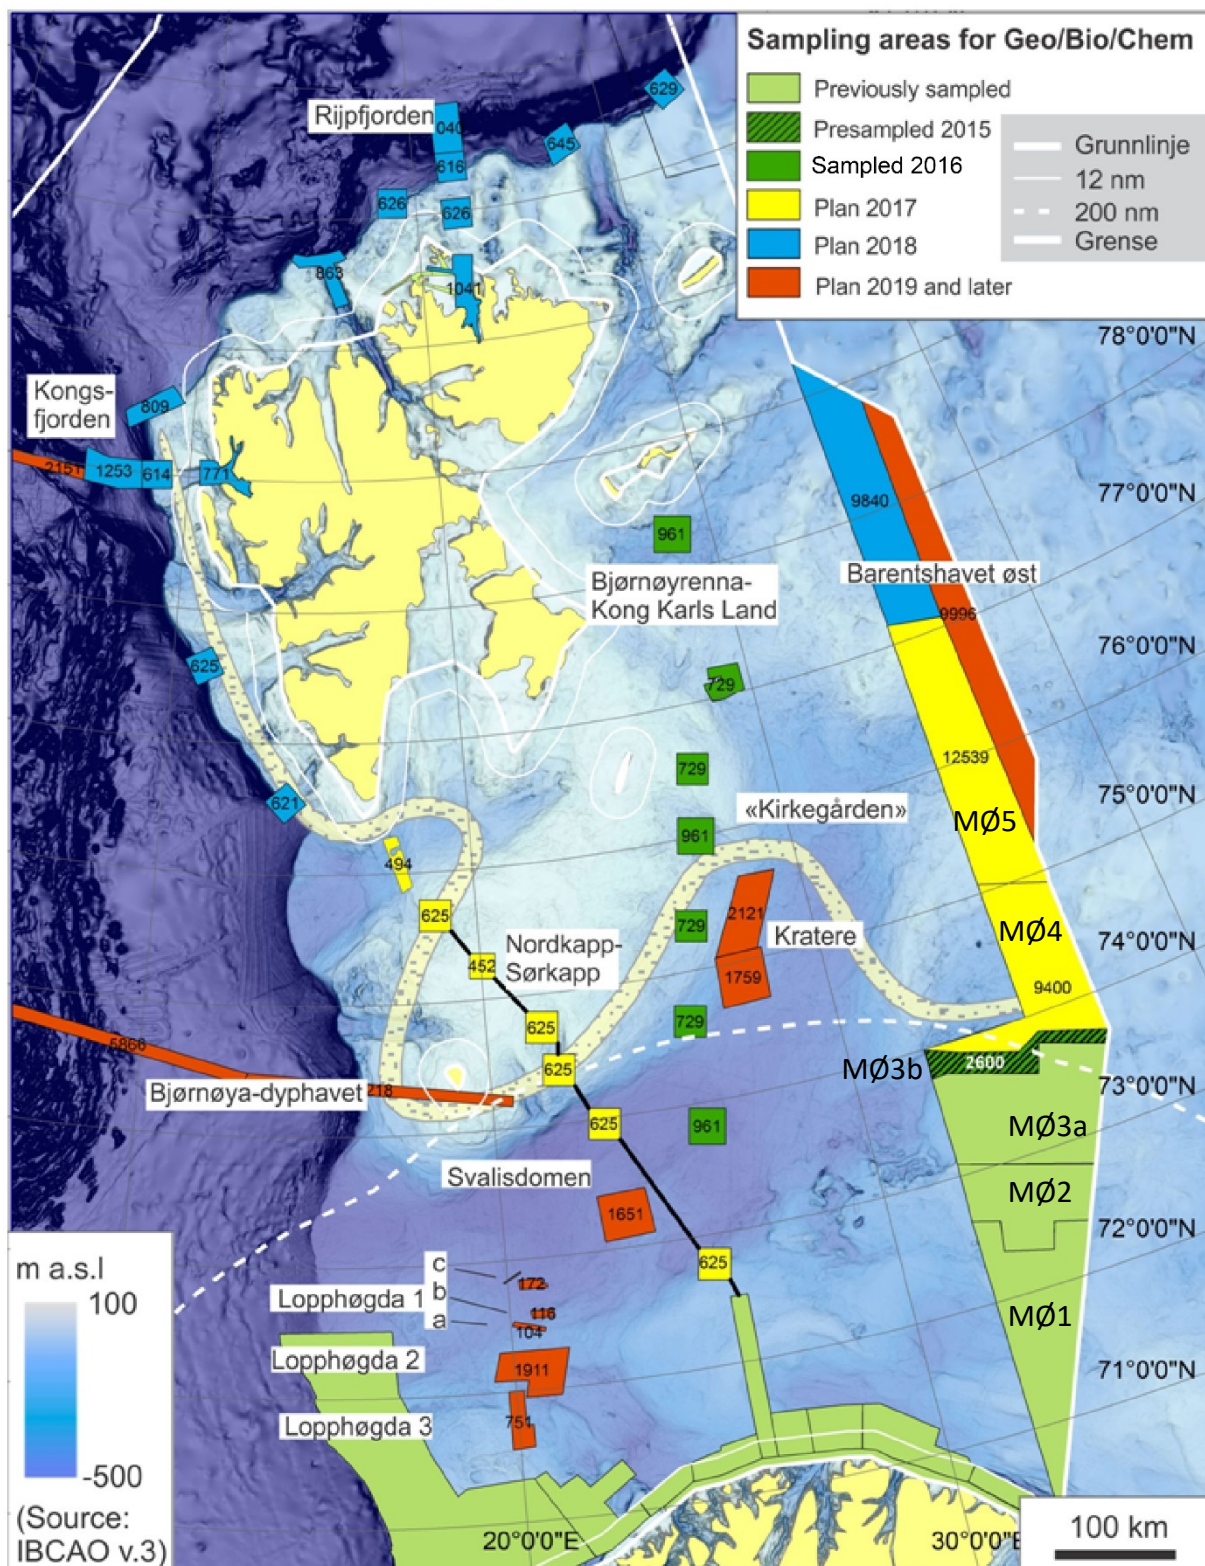 Sampling areas for Geo/Bio/Chem
Previously sampled
Presampled 2015
Sampled 2016
Plan 2017
Plan 2018
Plan 2019 and later
Grunnlinje
12 nm
200 nm
Grense
629
Rijpfjorden
040
645
616
626
626
863
1041
78°0'0"N
Kongs-
fjorden
809
2151
1253
614
771
9840
77°0'0"N
961
Barentshavet øst
Bjørnøyrenna-
Kong Karls Land
9996
76°0'0"N
625
729
12539
729
621
75°0'0"N
«Kirkegården»
MØ5
961
494
625
2121
729
Kratere
MØ4
74°0'0"N
Nordkapp-
Sørkapp
452
1759
9400
625
729
5866
625
MØ3b
2600
73°0'0"N
Bjørnøya-dyphavet
218
625
961
MØ3a
Svalisdomen
MØ2
1651
72°0'0"N
m a.s.l
100
-500
(Source:
IBCAO v.3)
625
c
172
Lopphøgda 1
b
116
a
104
MØ1
Lopphøgda 2
1911
71°0'0"N
Lopphøgda 3
751
20°0'0"E
30°0'0"E
100 km